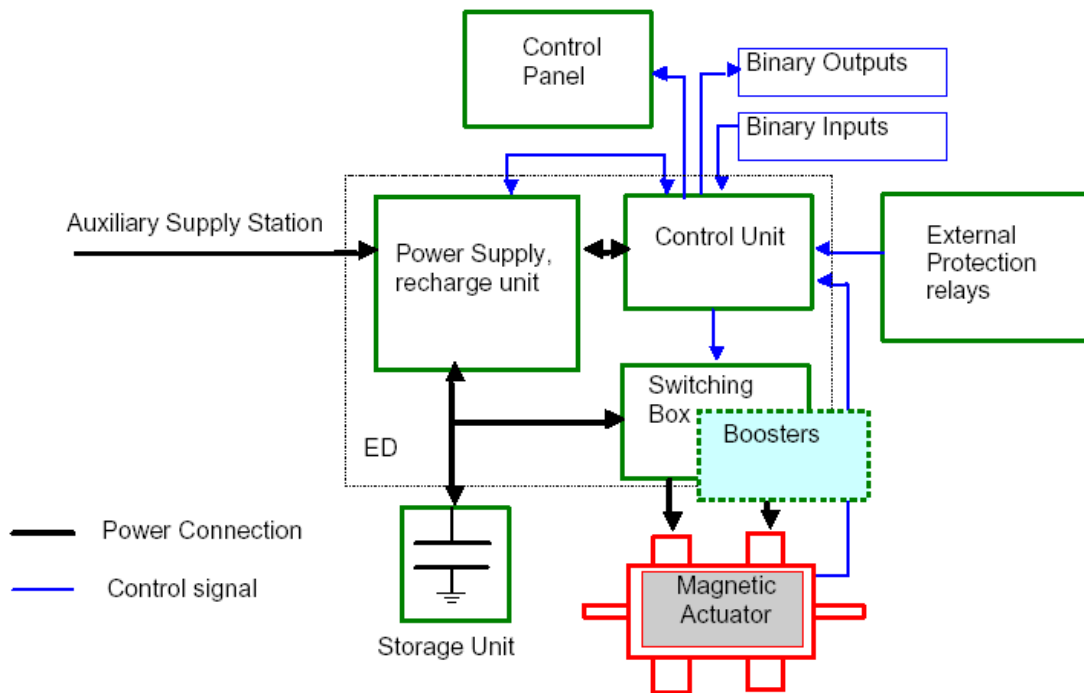 Control
Panel
Binary Outputs
Binary Inputs
Auxiliary Supply Station
Power Supply,
recharge unit
Control Unit
External
Protection
relays
Switching
Box
Boosters
ED
Power Connection
Control signal
Storage Unit
Magnetic
Actuator